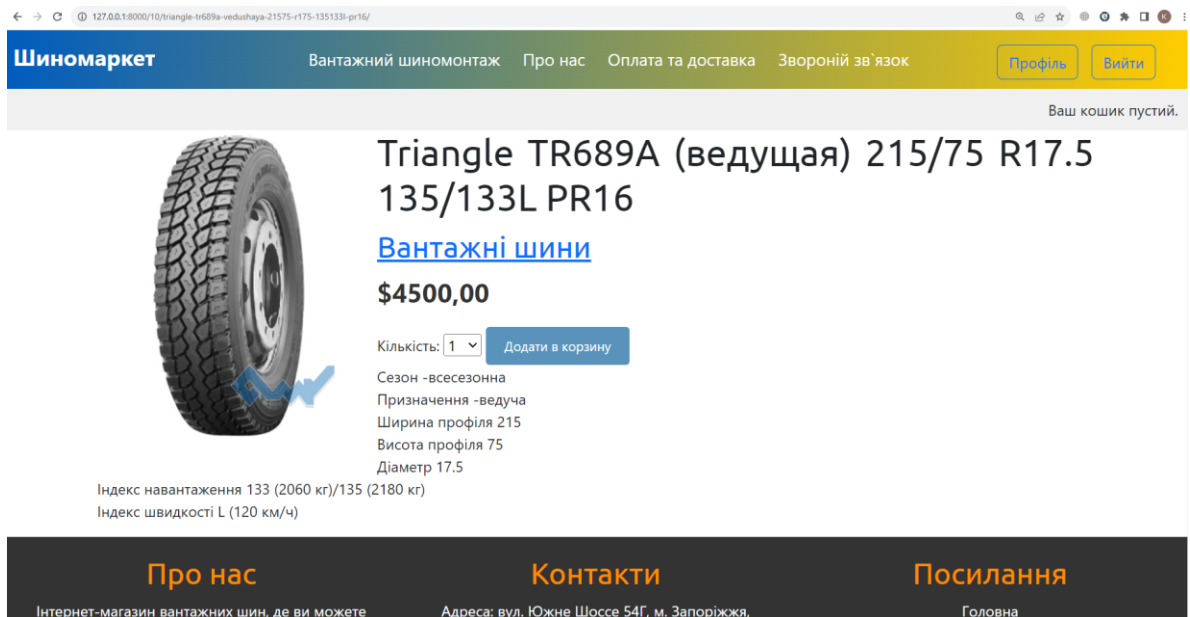 127.0.0.1:8000/10/triangle-tr689a-vedushaya-21575-r175-135133l-pr16/
K
Шиномаркет
Вантажний шиномонтаж Про нас Оплата та доставка Звороній зв`язок Профіль Вийти
Ваш кошик пустий.
Triangle TR689A (ведущая) 215/75 R17.5
135/133L PR16
Вантажні шини
$4500,00
Кількість: 1 Додати в корзину
Сезон -всесезонна
Призначення -ведуча
Ширина профіля 215
Висота профіля 75
Діаметр 17.5
Індекс навантаження 133 (2060 кг)/135 (2180 кг)
Індекс швидкості L (120 км/ч)
Про нас Контакти Посилання
Інтернет-магазин вантажних шин, де ви можете Адреса: вул. Южне Шоссе 54Г, м. Запоріжжя, Головна